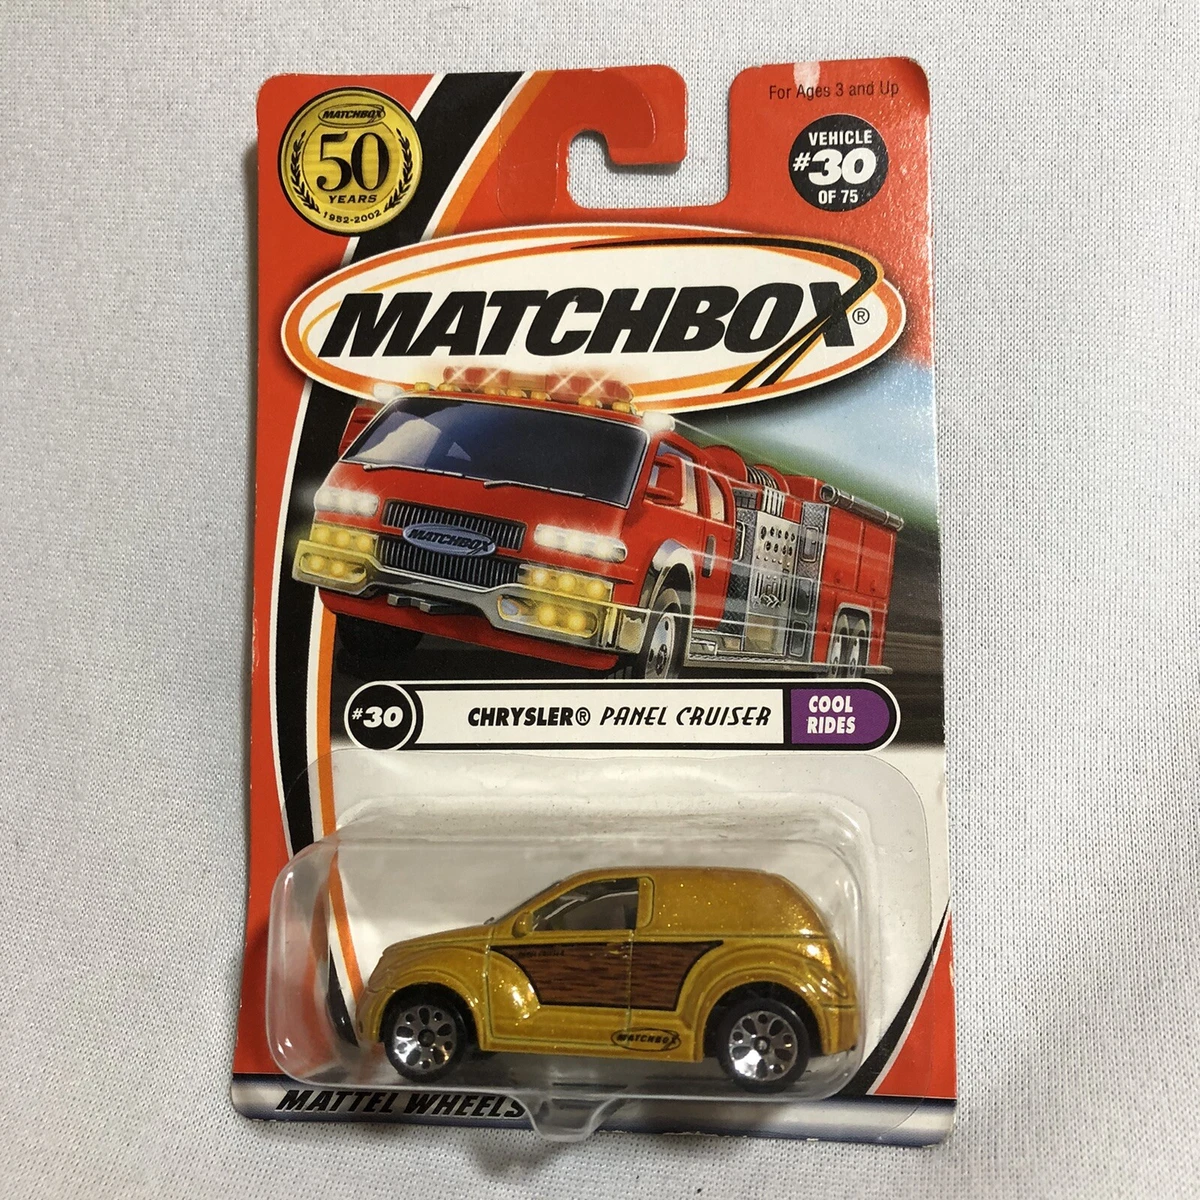 For Ages 3 and Up
MATCHBOX
50
YEARS
1952-2002
VEHICLE
#30
OF 75
MATCHBOX®
MATCHBOX
#30
CHRYSLER® PANEL CRUISER
COOL
RIDES
MATCHBOX
MATTEL WHEELS